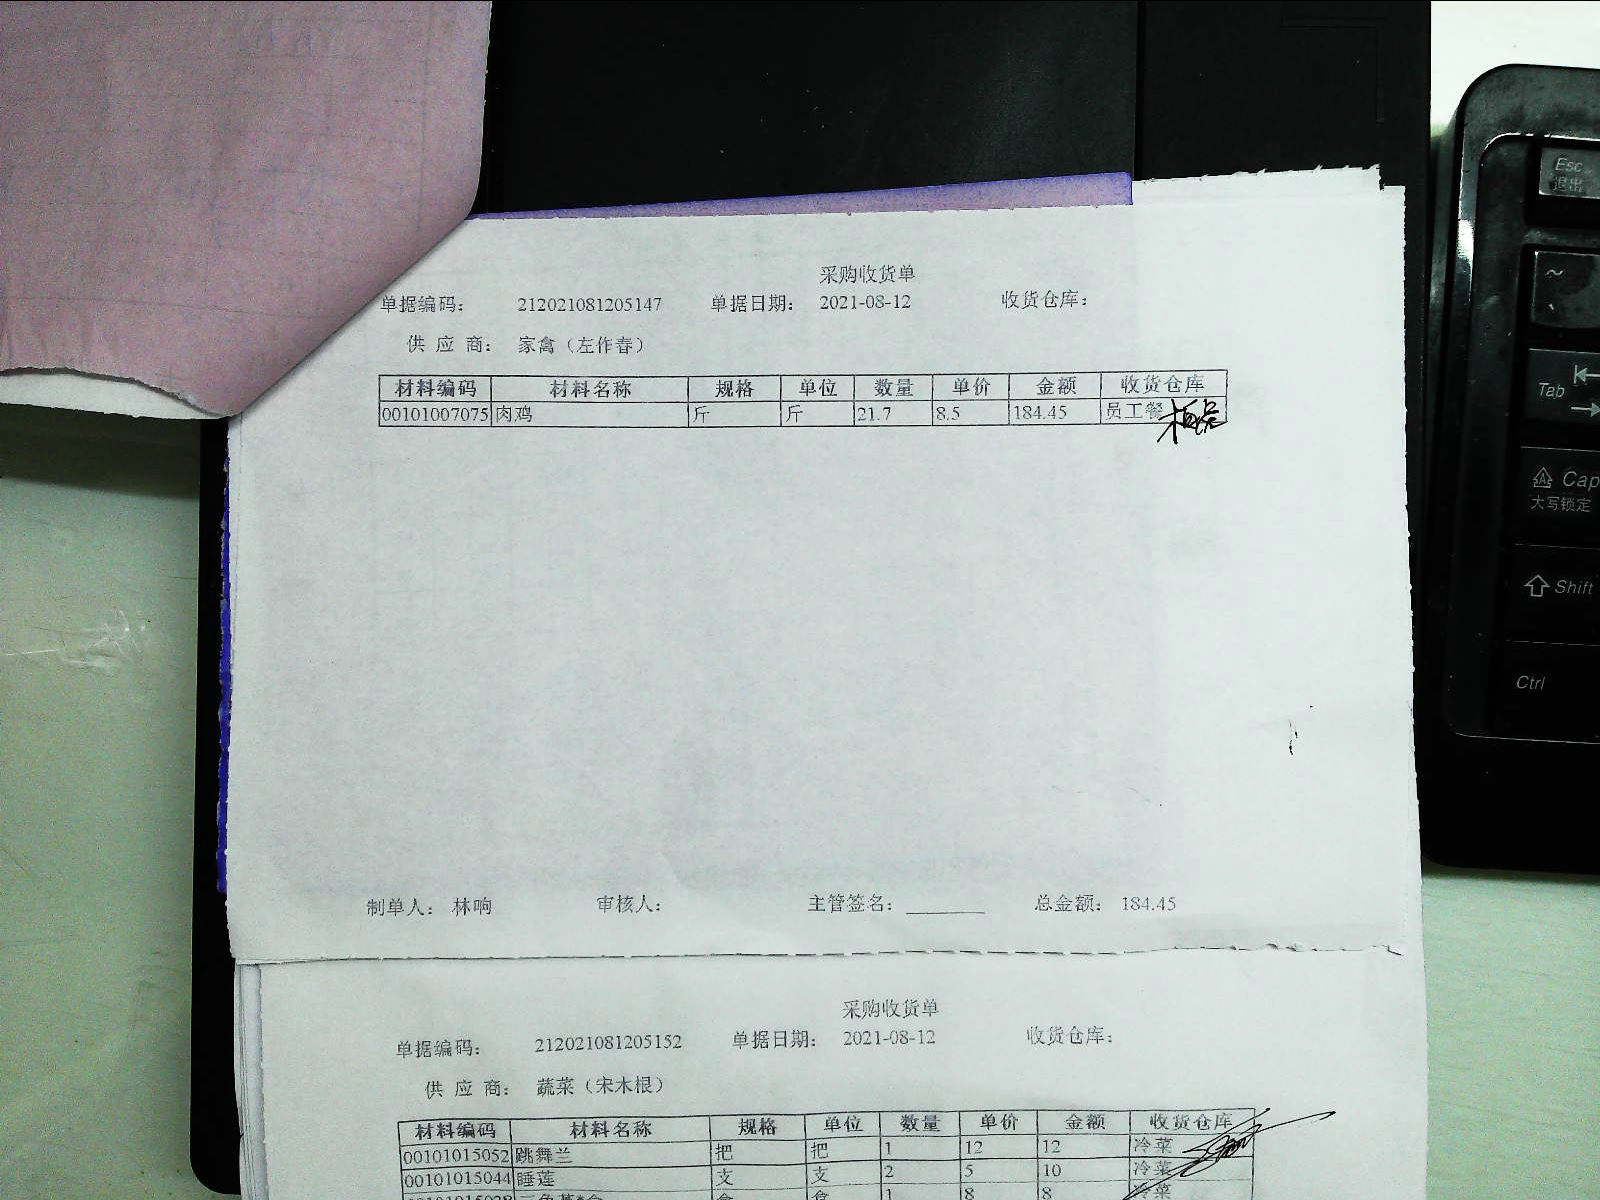 采购收货单
单据编码： 212021081205147 单据日期： 2021-08-12 收货仓库：
供 应 商： 家禽（左作春）
材料编码 材料名称 规格 单位 数量 单价 金额 收货仓库
00101007075 肉鸡 斤 斤 21.7 8.5 184.45 员工餐
制单人： 林响 审核人： 主管签名： ________ 总金额： 184.45
采购收货单
单据编码： 212021081205152 单据日期： 2021-08-12 收货仓库：
供 应 商： 蔬菜（宋木根）
材料编码 材料名称 规格 单位 数量 单价 金额 收货仓库
00101015052 跳舞兰 把 把 1 12 12 冷菜
00101015044 睡莲 支 支 2 5 10 冷菜
1 8 8 冷菜
Esc
退出
~
Tab
Cap
大写锁定
Shift
Ctrl